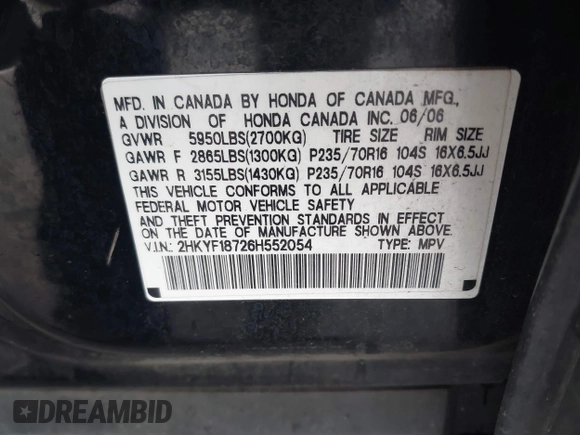 MFD. IN CANADA BY HONDA OF CANADA MFG.,
A DIVISION OF HONDA CANADA INC. 06/06
GVWR 5950LBS(2700KG) TIRE SIZE RIM SIZE
GAWR F 2865LBS(1300KG) P235/70R16 104S 16X6.5JJ
GAWR R 3155LBS(1430KG) P235/70R16 104S 16X6.5JJ
THIS VEHICLE CONFORMS TO ALL APPLICABLE
FEDERAL MOTOR VEHICLE SAFETY
AND THEFT PREVENTION STANDARDS IN EFFECT
ON THE DATE OF MANUFACTURE SHOWN ABOVE.
V.I.N.: 2HKYF18726H552054 TYPE: MPV
DREAMBID